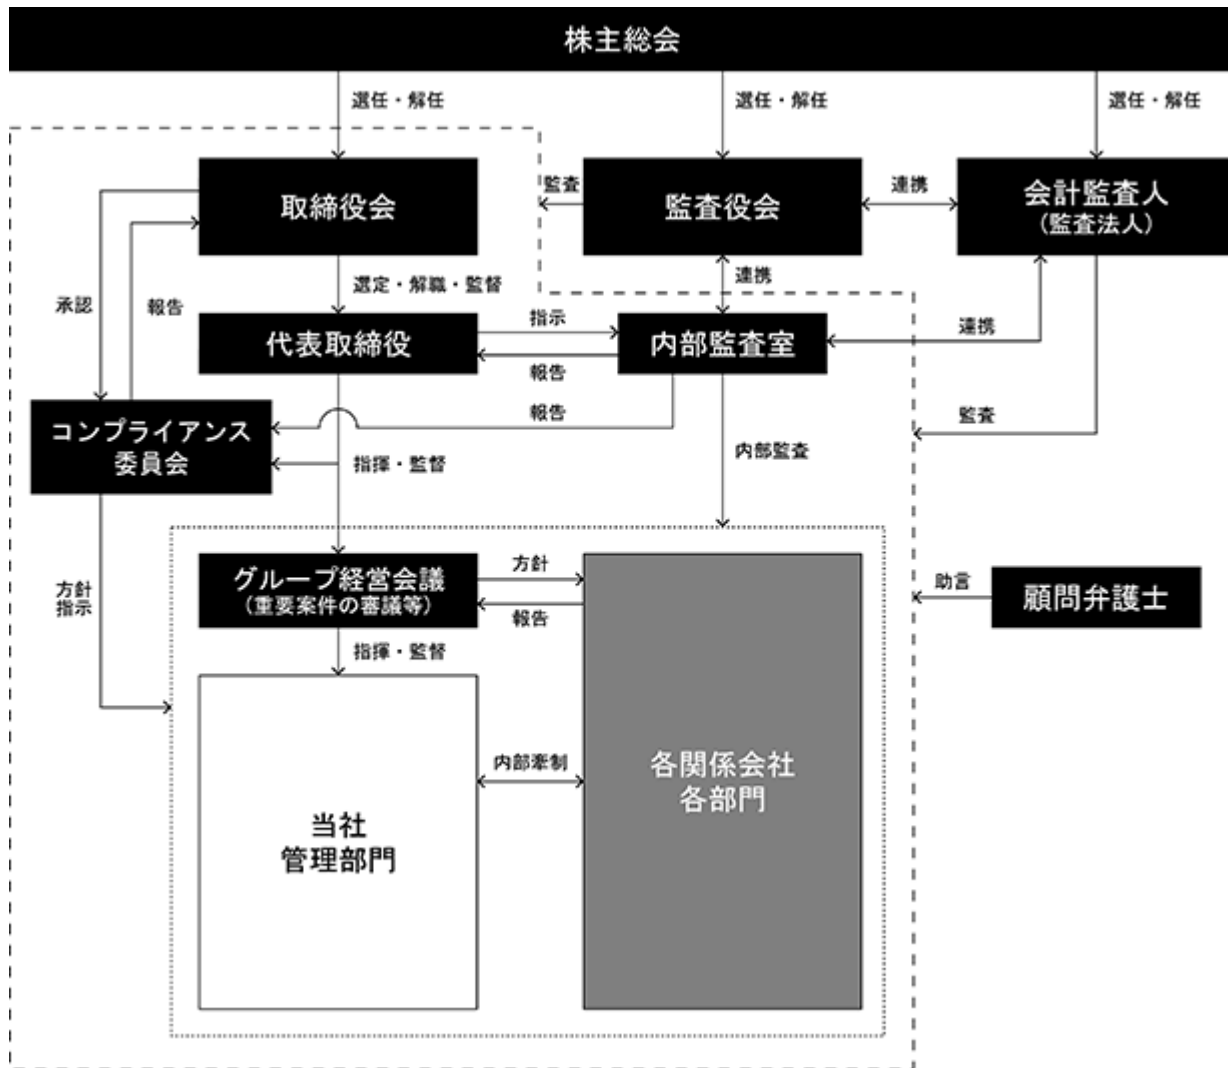 株主総会
選任・解任
選任・解任
選任・解任
取締役会
監査
監査役会
連携
会計監査人
(監査法人)
選定・解職・監督
連携
承認
報告
代表取締役
指示
報告
内部監査室
連携
コンプライアンス
委員会
報告
監査
指揮・監督
内部監査
グループ経営会議
(重要案件の審議等)
方針
報告
方針
指示
助言
顧問弁護士
指揮・監督
当社
管理部門
内部牽制
各関係会社
各部門